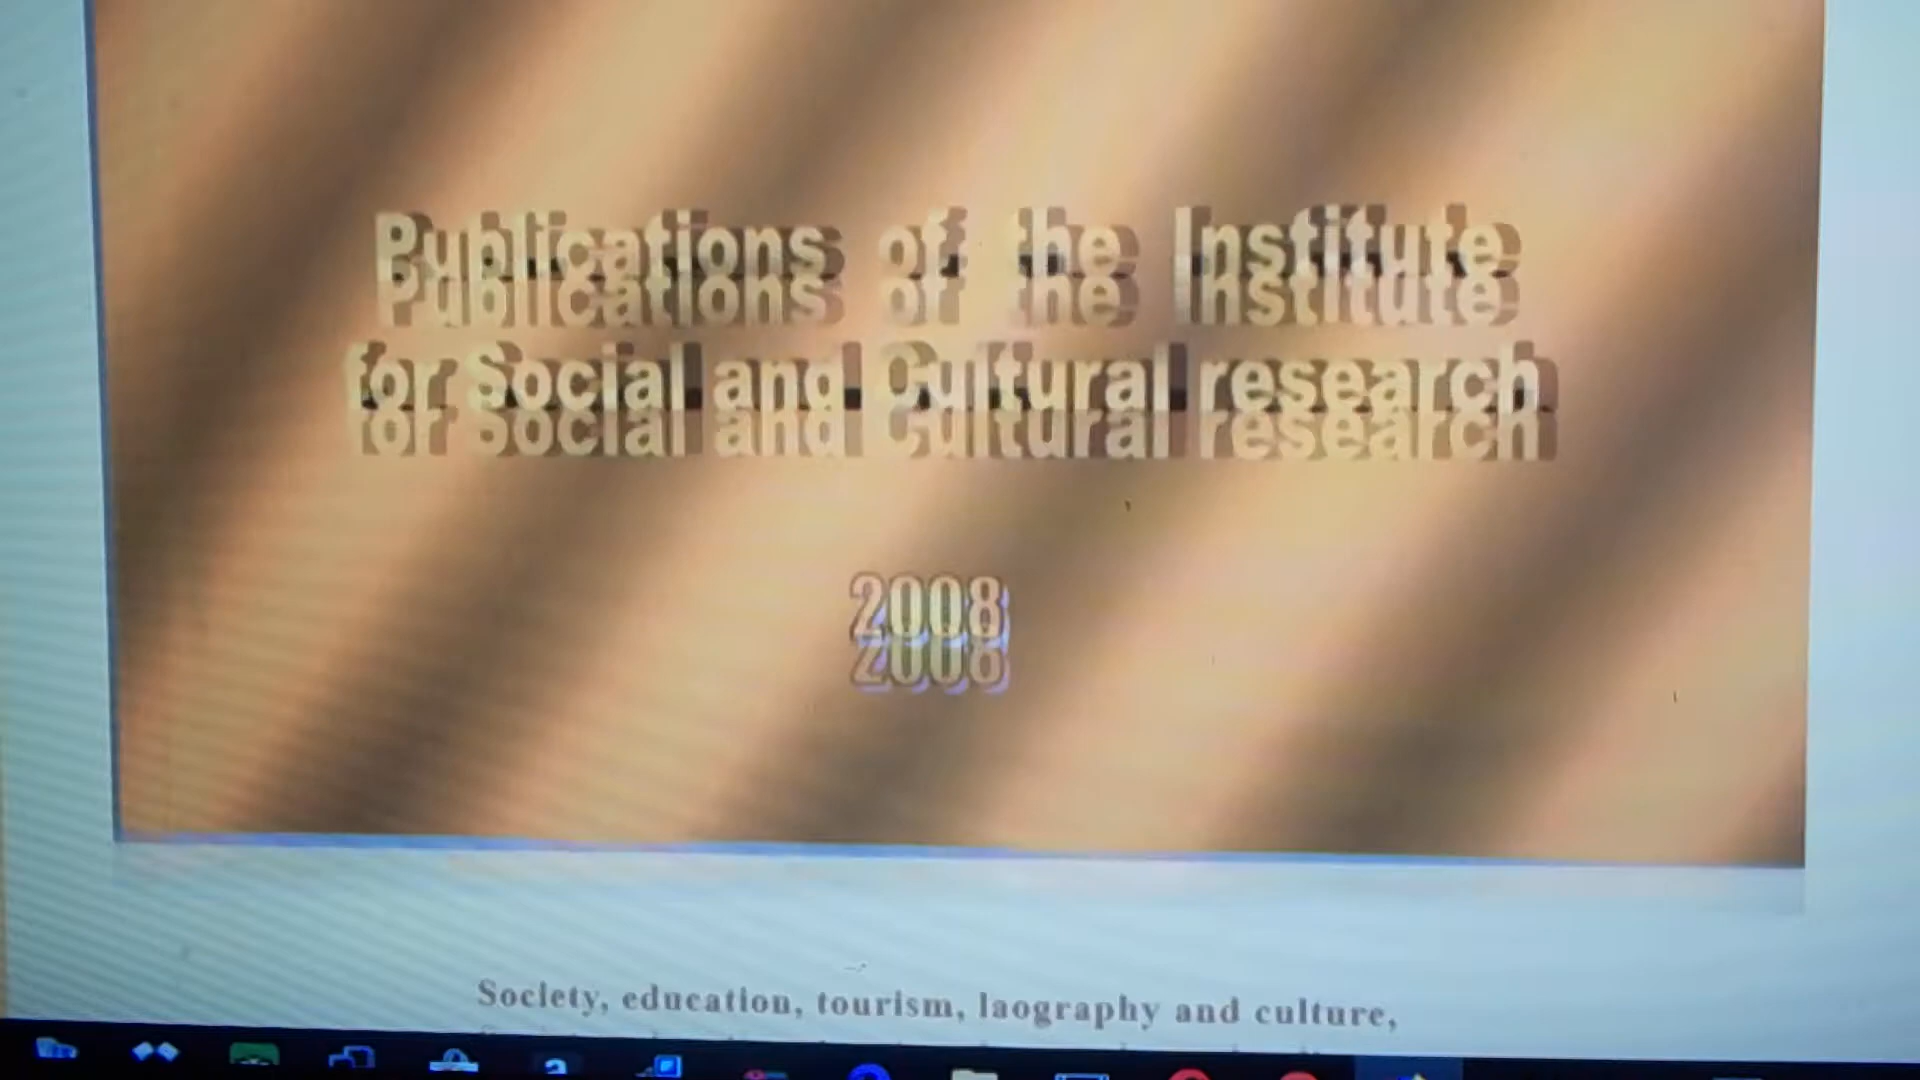 Publications of the Institute
for Social and Cultural research
2008
Society, education, tourism, laography and culture,